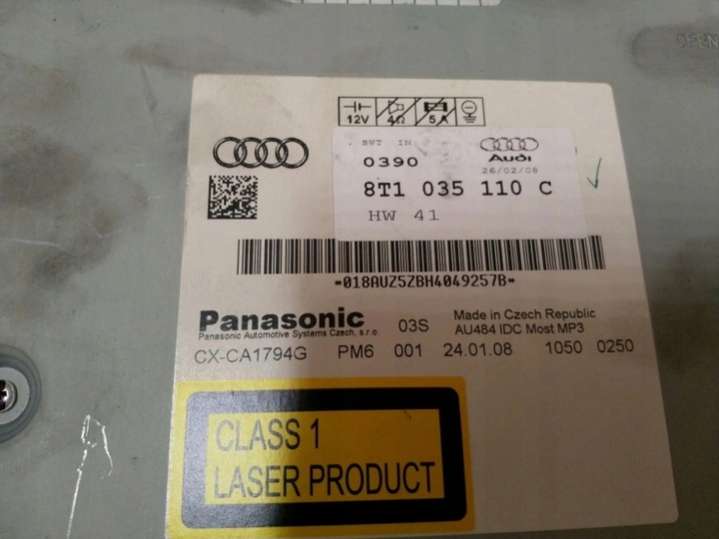 OPEN
12V 4Ω 5A
SWT IN
0390
Audi
26/02/08
8T1 035 110 C
HW 41
-018AUZ5ZBH4049257B-
Panasonic
Panasonic Automotive Systems Czech, s.r.o.
03S
Made in Czech Republic
AU484 IDC Most MP3
CX-CA1794G PM6 001 24.01.08 1050 0250
CLASS 1
LASER PRODUCT